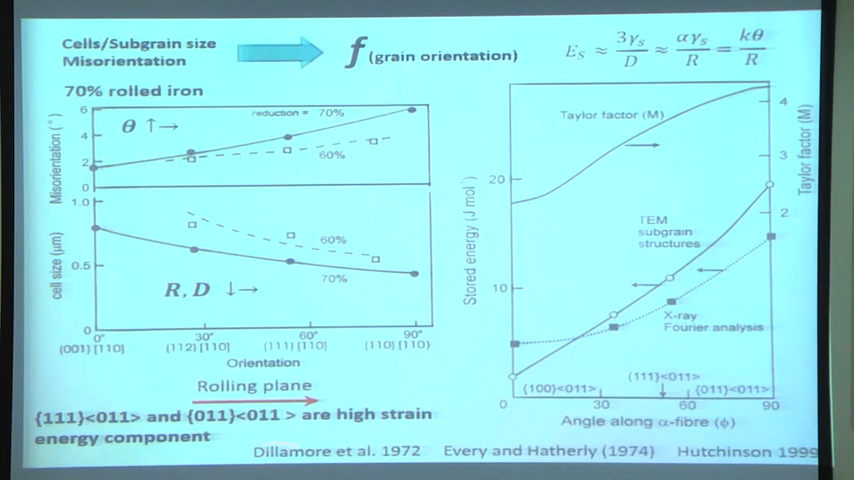 Cells/Subgrain size
Misorientation
f (grain orientation)
E_S ≈ 3γ_s/D ≈ αγ_s/R = kθ/R
70% rolled iron
Misorientation (°)
6
4
2
0
θ ↑→
reduction = 70%
60%
cell size (μm)
1.0
0.5
0
60%
70%
R, D ↓→
0° 30° 60° 90°
(001) [110] (112) [110] (111) [110] (110) [110]
Orientation
Rolling plane
{111}<011> and {011}<011 > are high strain
energy component
Stored energy (J mol⁻¹)
20
10
0
Taylor factor (M)
4
3
2
Taylor factor (M)
TEM
subgrain
structures
X-ray
Fourier analysis
{100}<011>
(111}<011>
{011}<011>
0 30 60 90
Angle along α-fibre (ϕ)
Dillamore et al. 1972 Every and Hatherly (1974) Hutchinson 1999